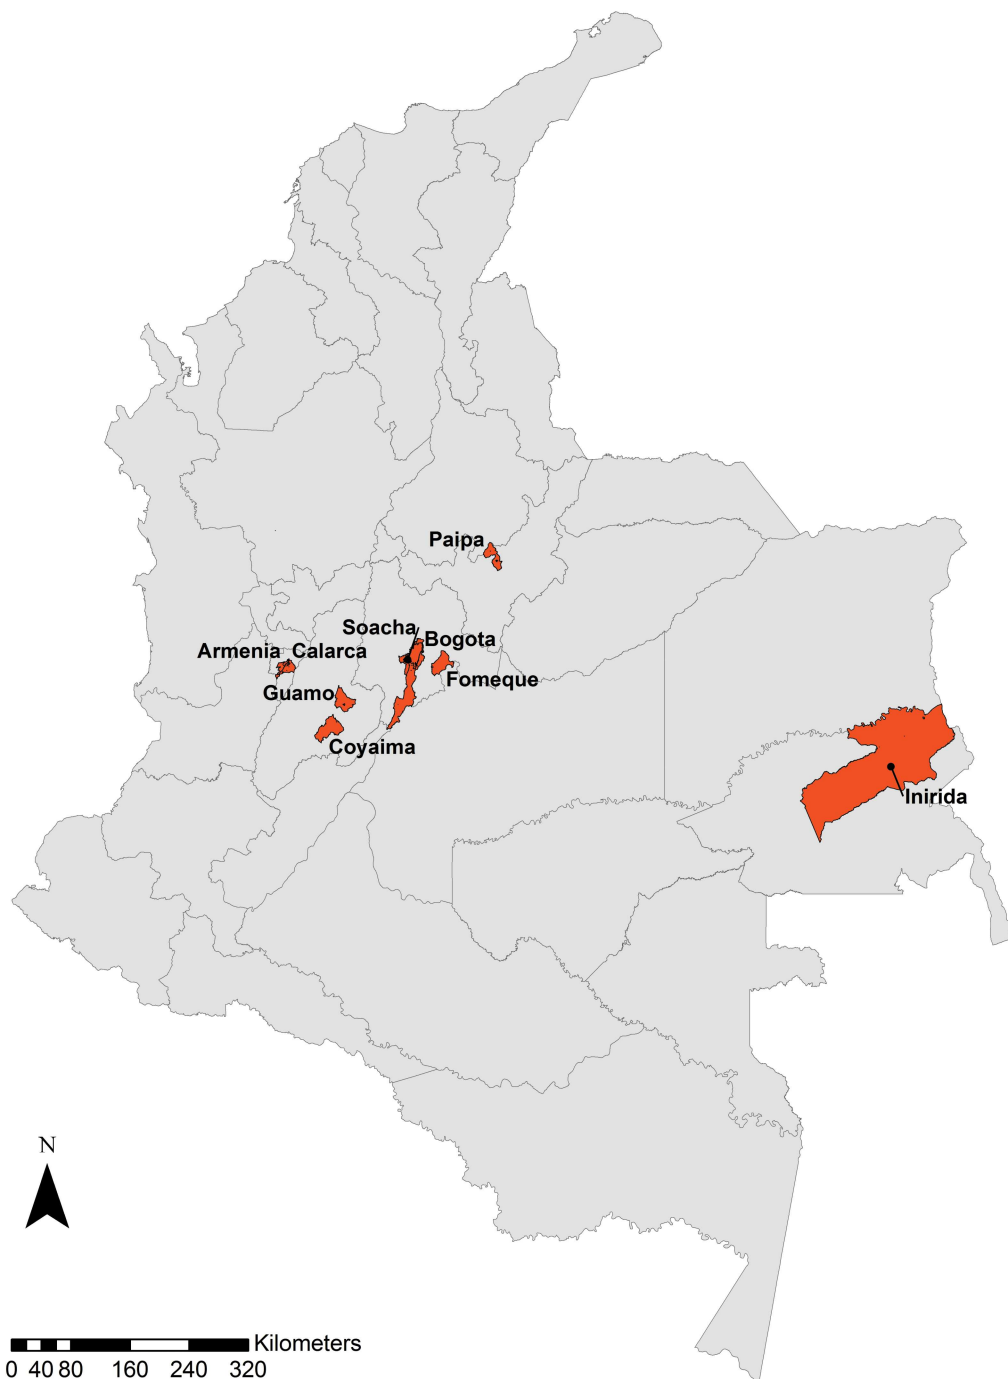 Paipa
Soacha
Bogota
Armenia
Calarca
Fomeque
Guamo
Coyaima
Inirida
N
Kilometers
0 40 80 160 240 320